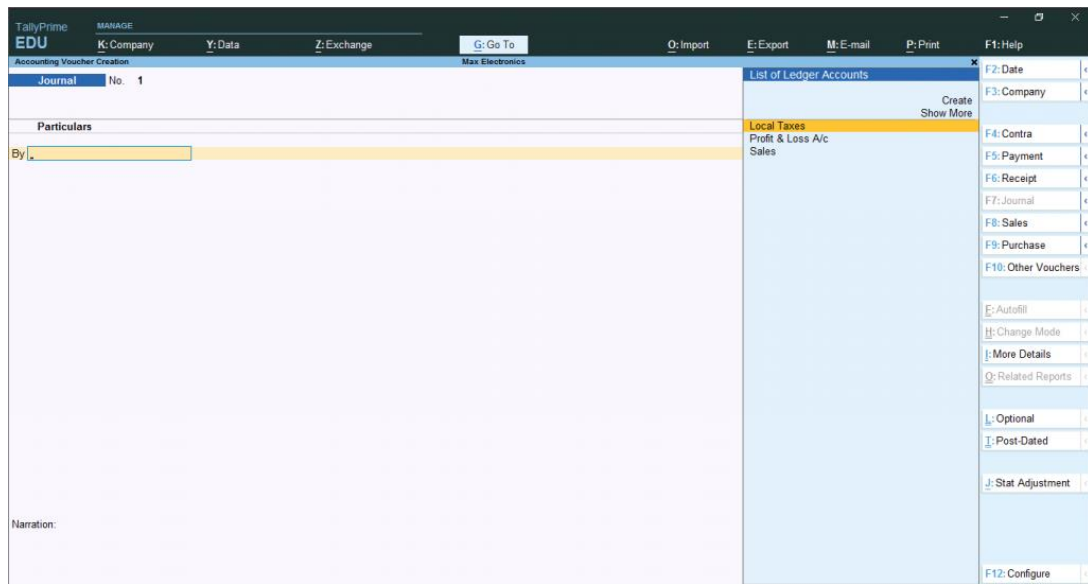 TallyPrime
EDU
MANAGE
K: Company
Y: Data
Z: Exchange
G: Go To
O: Import
E: Export
M: E-mail
P: Print
F1: Help
Accounting Voucher Creation
Max Electronics
Journal
No. 1
Particulars
By
Narration:
List of Ledger Accounts
Create
Show More
Local Taxes
Profit & Loss A/c
Sales
F2: Date
F3: Company
F4: Contra
F5: Payment
F6: Receipt
F7: Journal
F8: Sales
F9: Purchase
F10: Other Vouchers
F: Autofill
H: Change Mode
I: More Details
O: Related Reports
L: Optional
T: Post-Dated
J: Stat Adjustment
F12: Configure